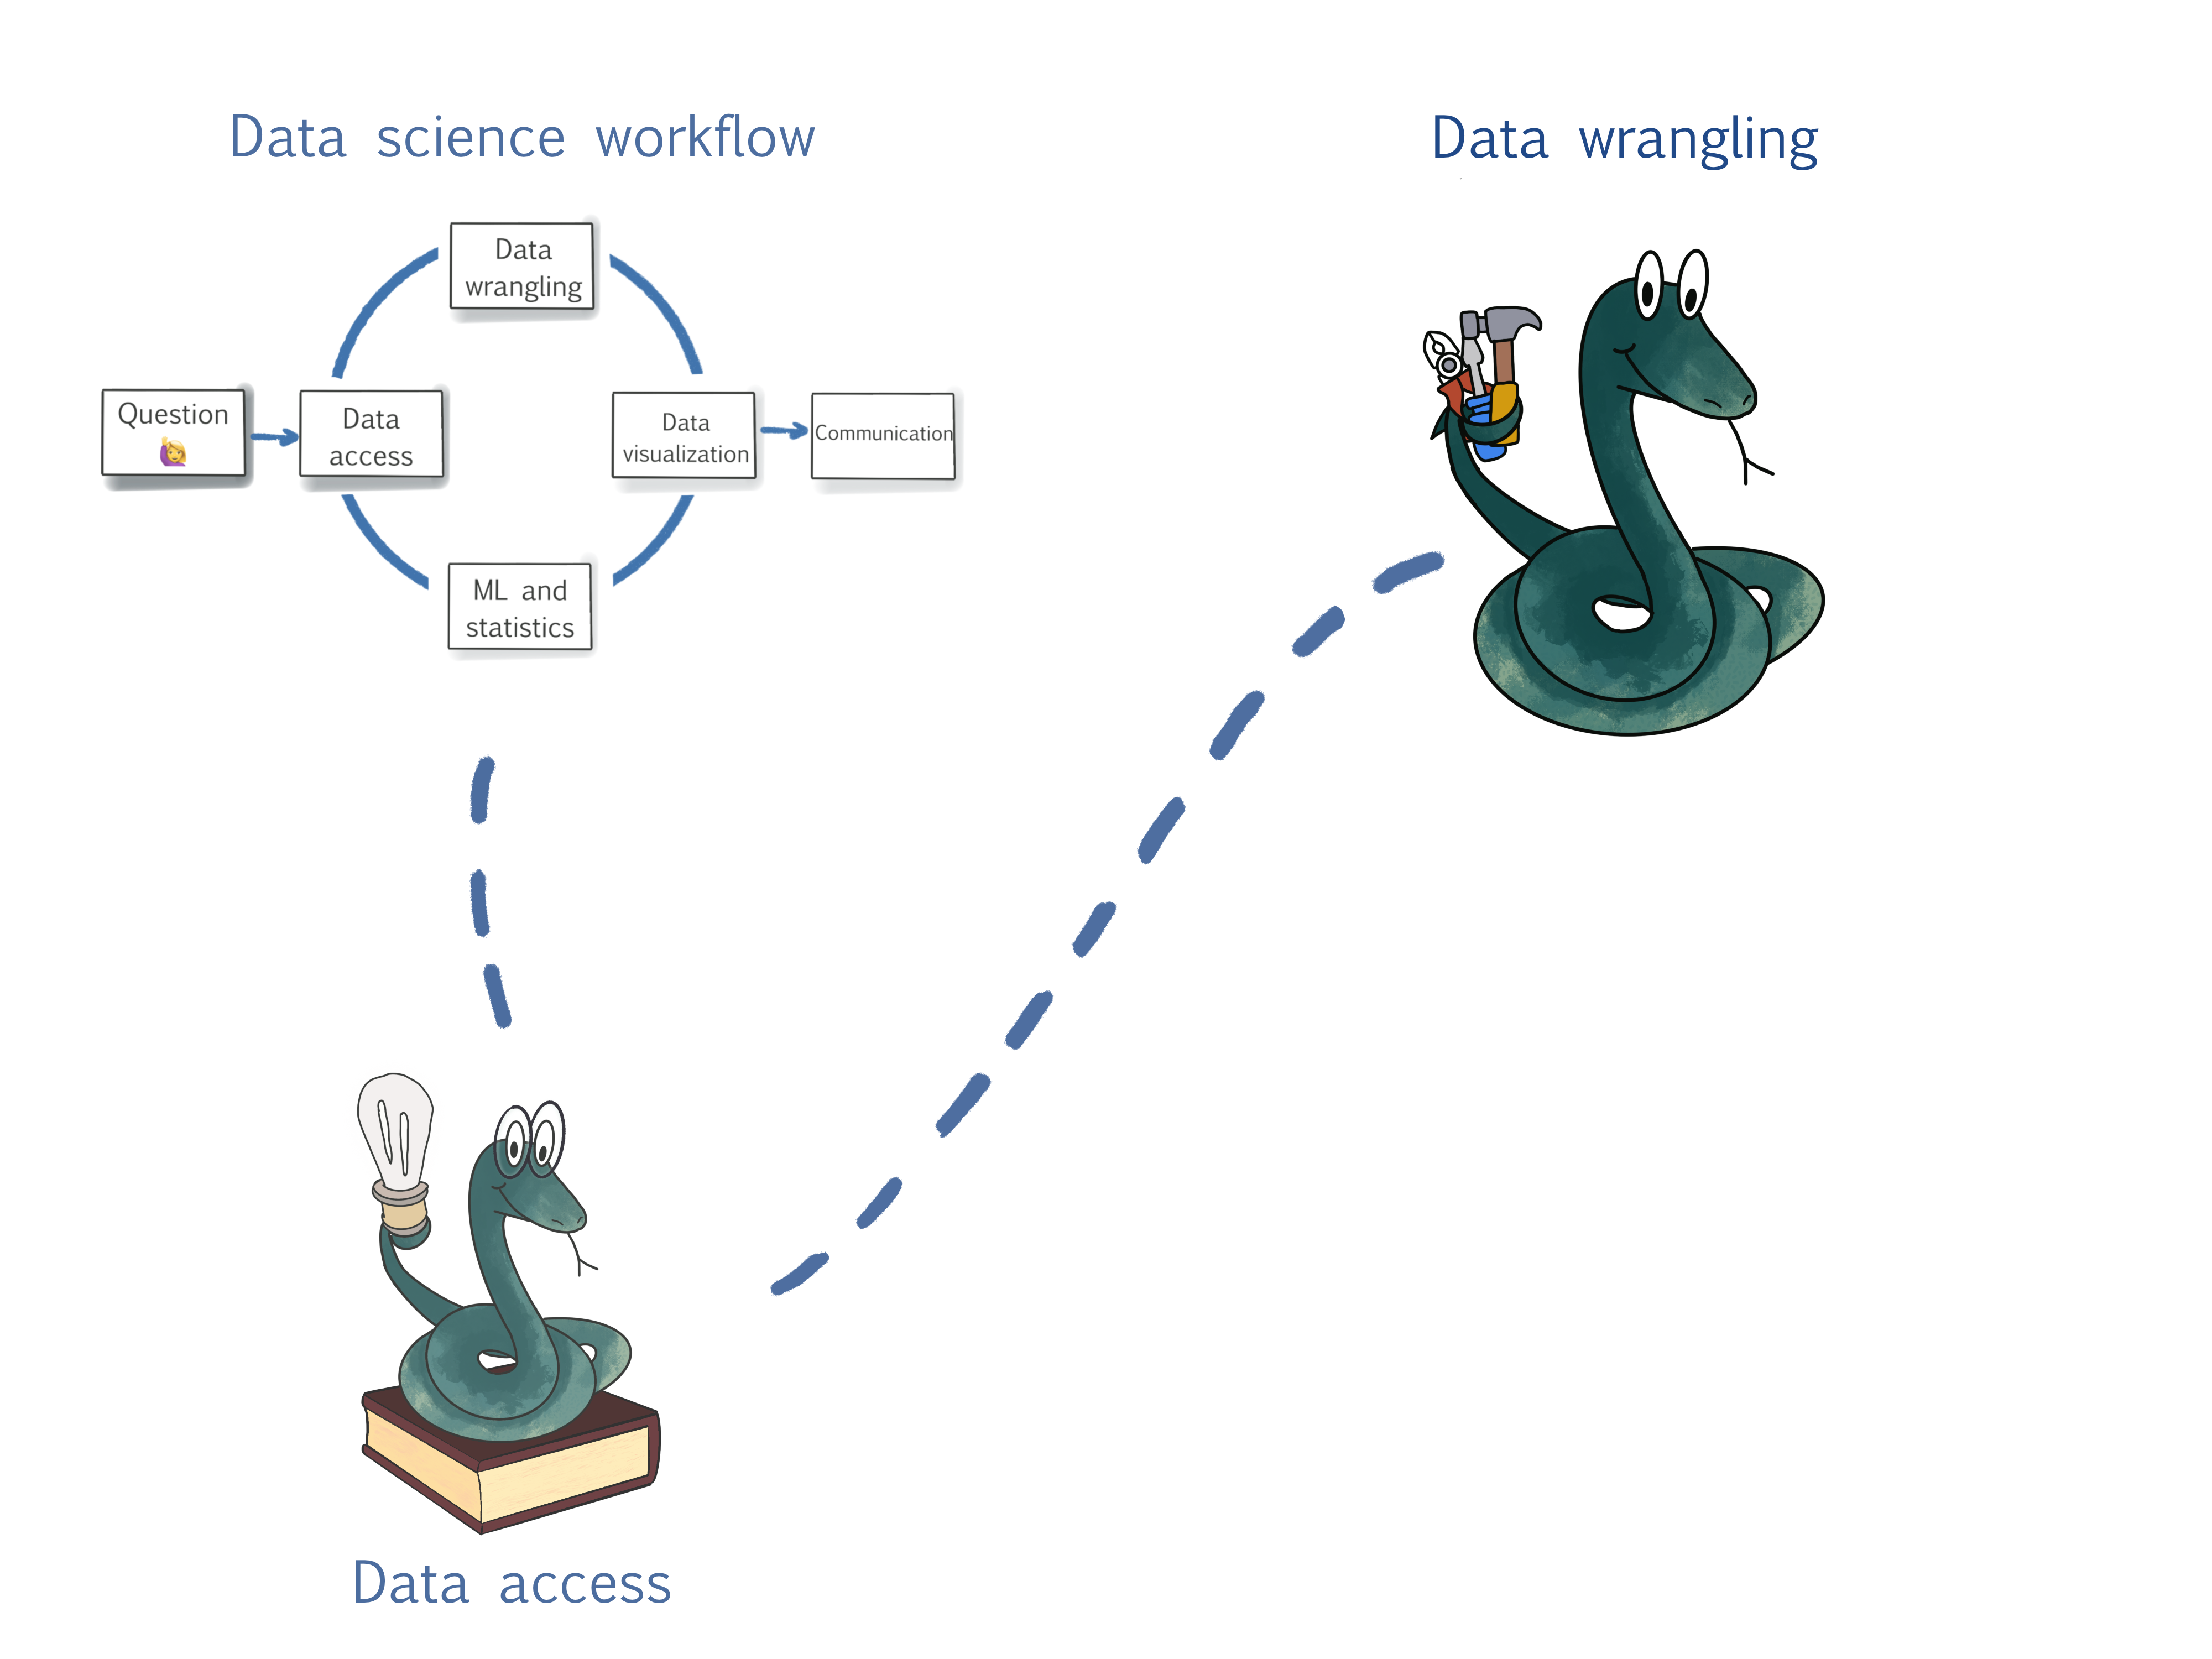 Data science workflow
Data
wrangling
Question
Data
access
Data
visualization
Communication
ML and
statistics
Data wrangling
Data access